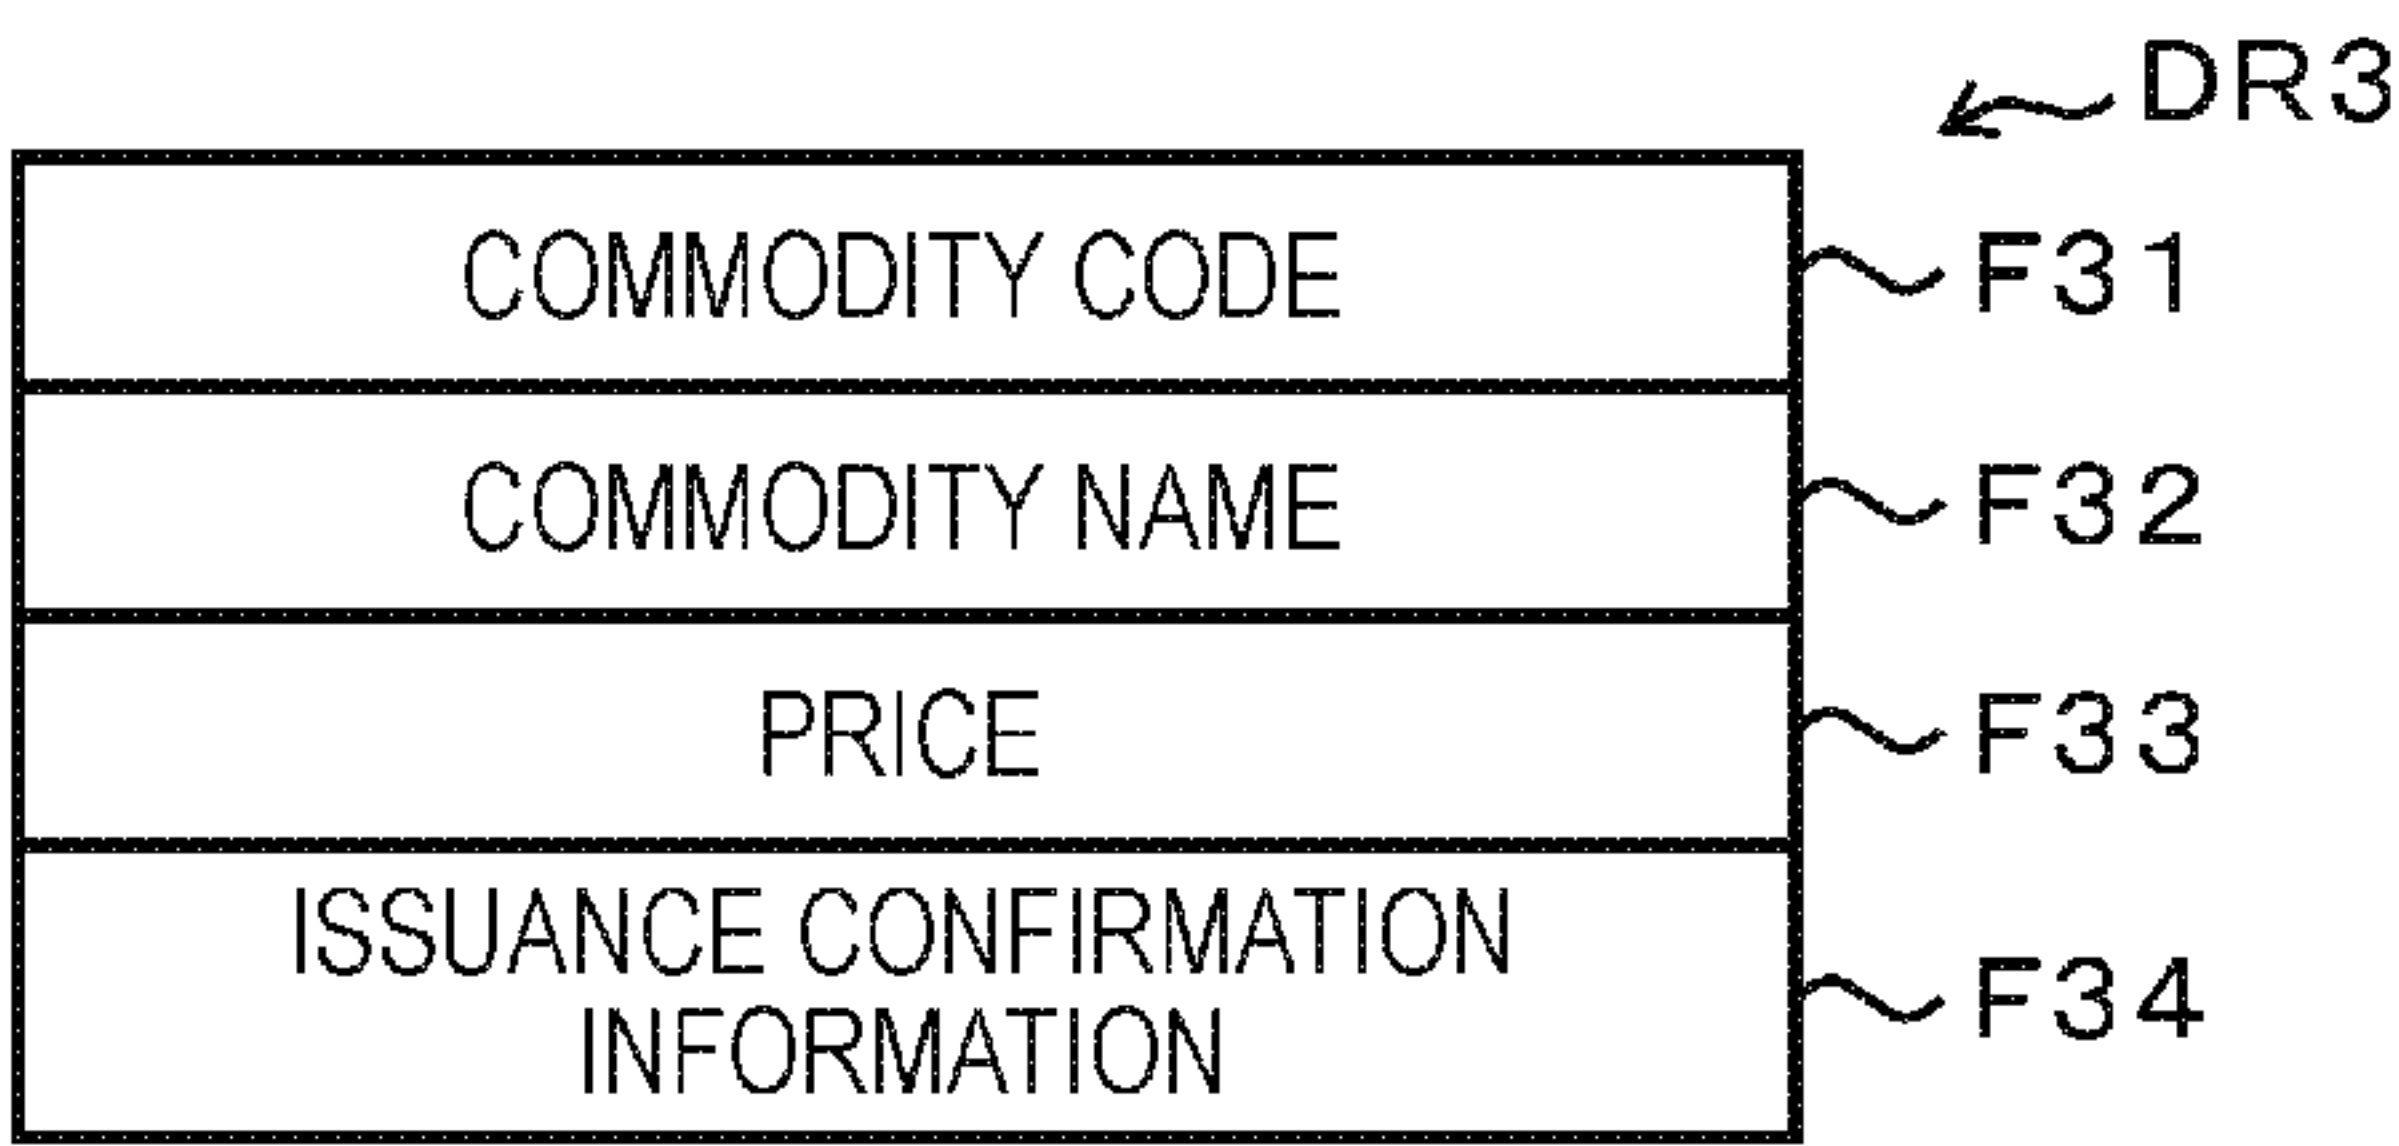 DR3
COMMODITY CODE F31
COMMODITY NAME F32
PRICE F33
ISSUANCE CONFIRMATION
INFORMATION F34